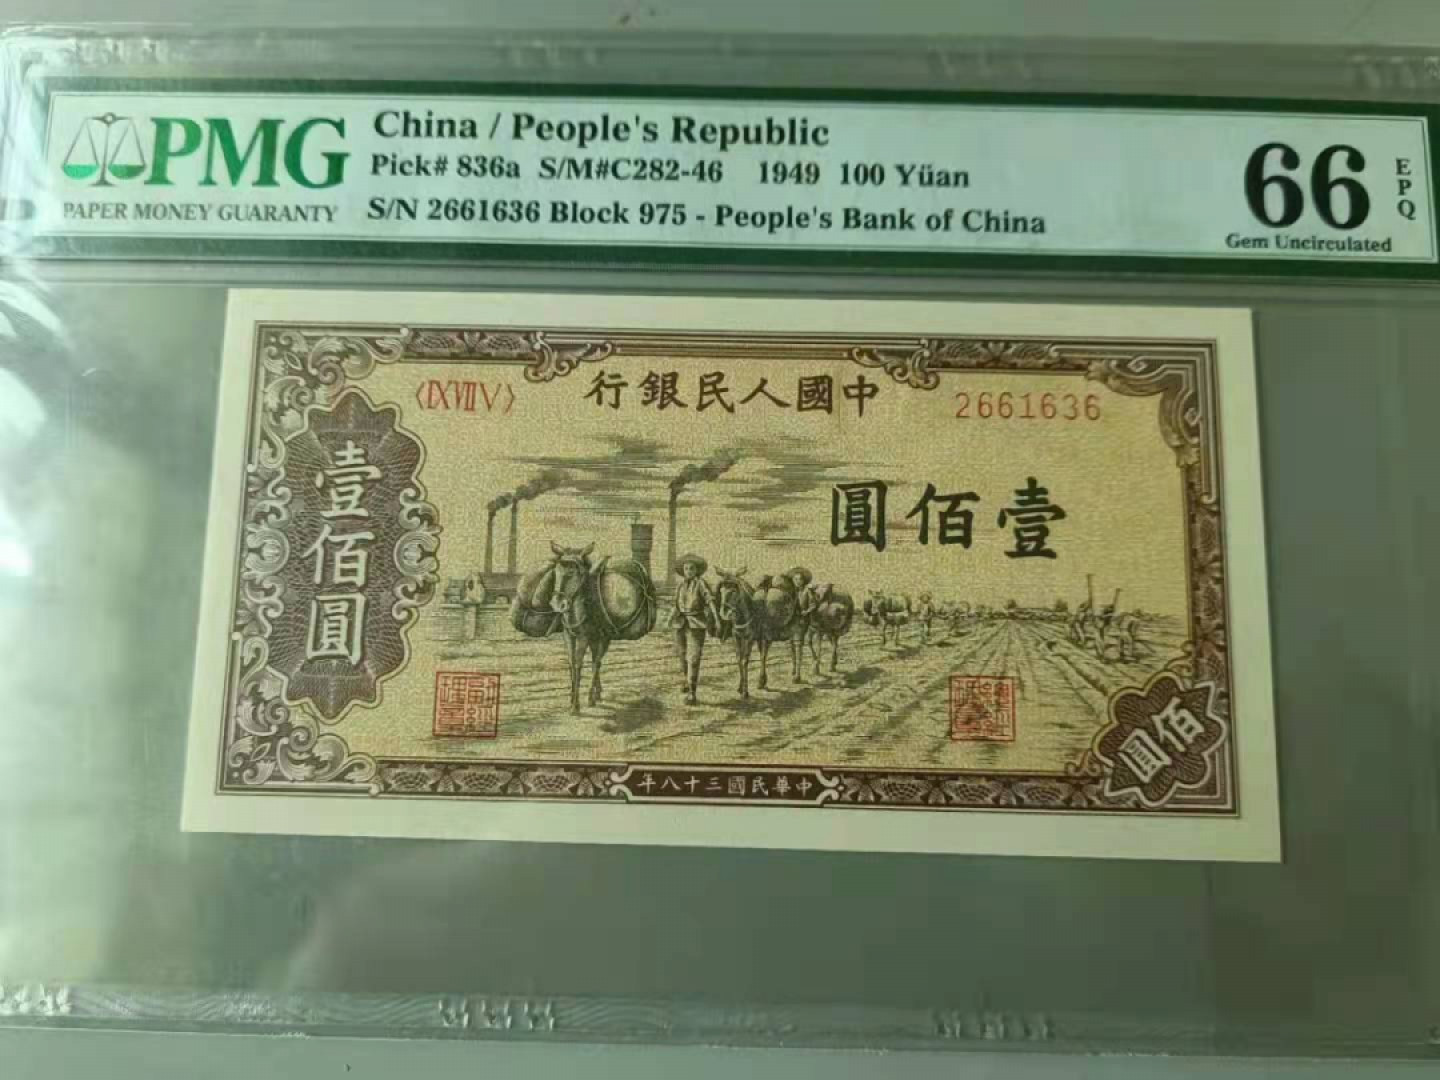 China / People's Republic
PMG
Pick# 836a S/M#C282-46 1949 100 Yüan
PAPER MONEY GUARANTY
S/N 2661636 Block 975 - People's Bank of China
66
EPQ
Gem Uncirculated
行銀民人國中
〈ⅨⅦⅤ〉
2661636
壹佰圓
圓佰壹
佰圓
年八十三國民華中